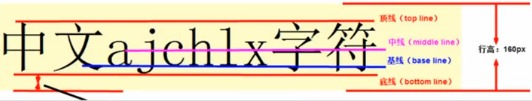 顶线（top line）
中文ajchlx字符
中线（middle line）
基线（base line）
底线（bottom line）
行高：160px